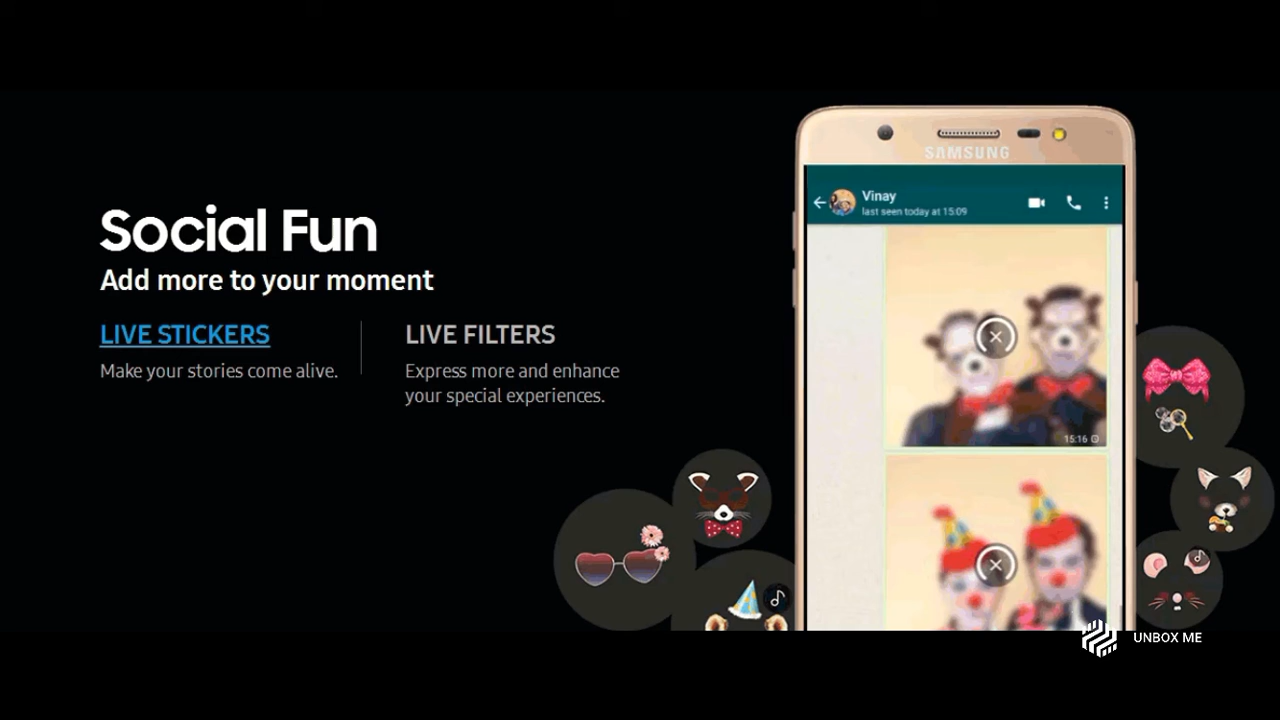 Social Fun
Add more to your moment
LIVE STICKERS
Make your stories come alive.
LIVE FILTERS
Express more and enhance
your special experiences.
SAMSUNG
Vinay
last seen today at 15:09
15:16
UNBOX ME